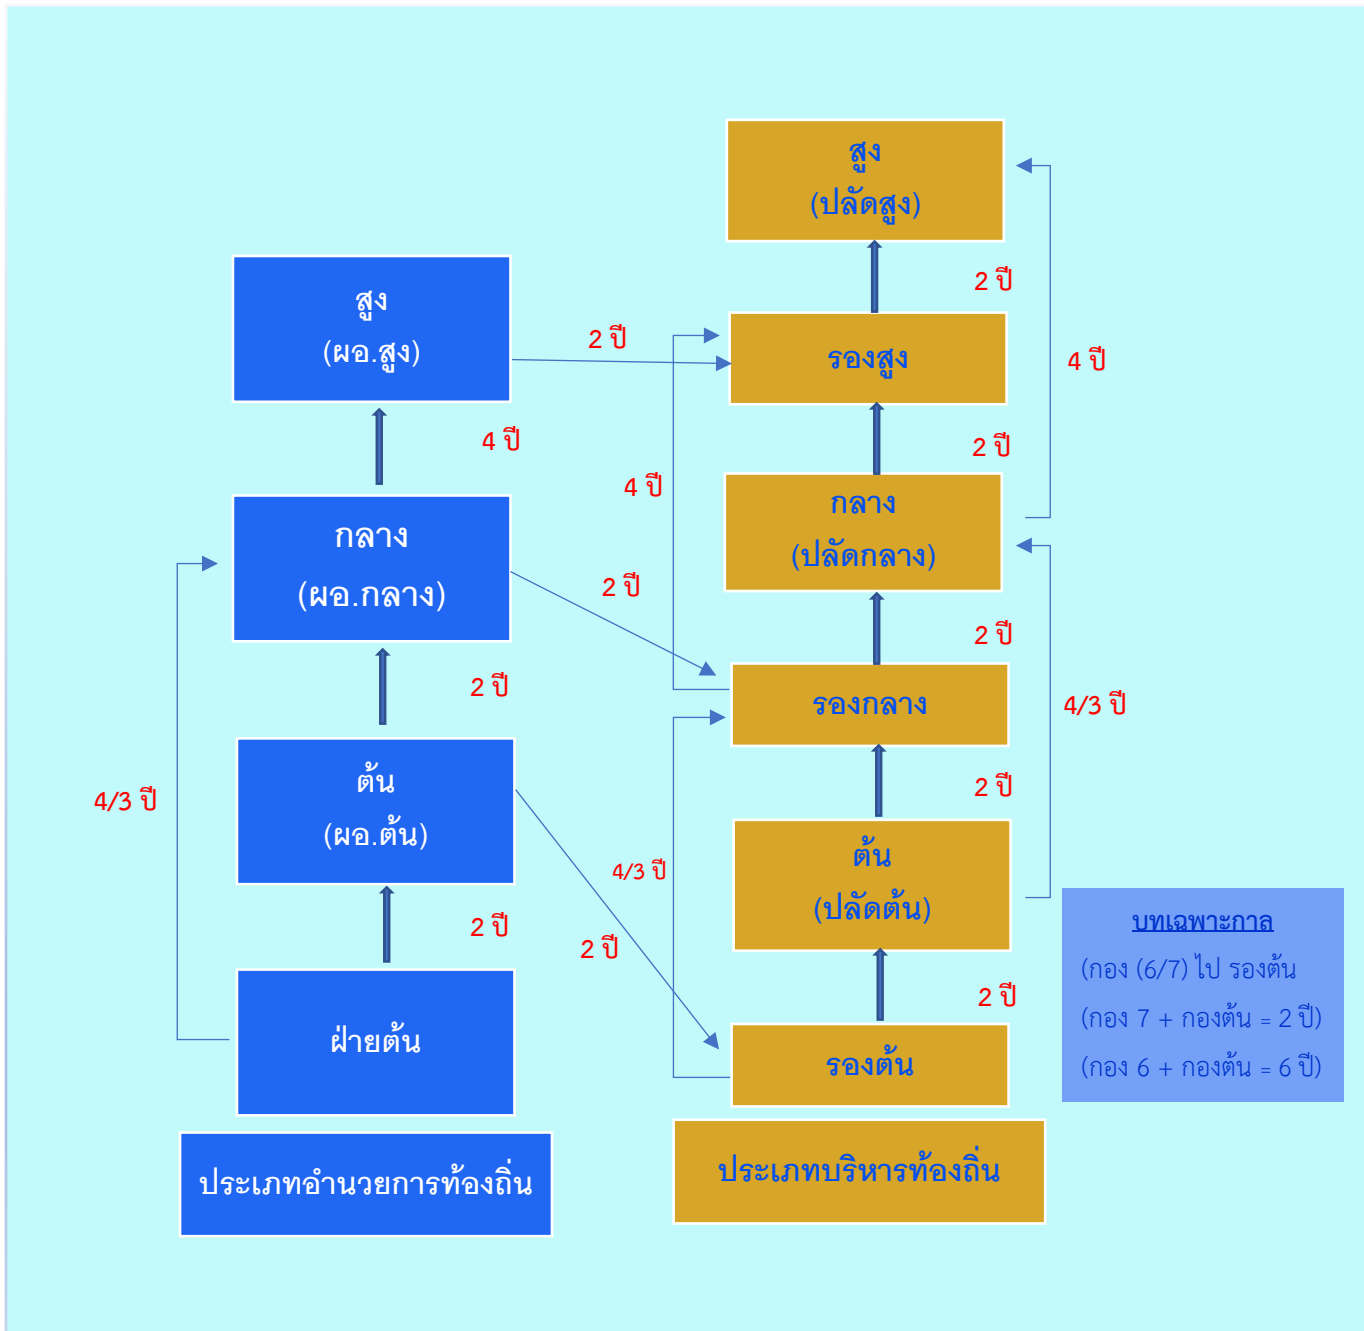 สูง
(ปลัดสูง)
2 ปี
สูง
(ผอ.สูง)
2 ปี
รองสูง
4 ปี
4 ปี
2 ปี
4 ปี
กลาง
(ปลัดกลาง)
กลาง
(ผอ.กลาง)
2 ปี
2 ปี
2 ปี
รองกลาง
4/3 ปี
ต้น
(ผอ.ต้น)
4/3 ปี
2 ปี
4/3 ปี
ต้น
(ปลัดต้น)
2 ปี
2 ปี
2 ปี
ฝ่ายต้น
รองต้น
บทเฉพาะกาล
(กอง (6/7) ไป รองต้น
(กอง 7 + กองต้น = 2 ปี)
(กอง 6 + กองต้น = 6 ปี)
ประเภทอำนวยการท้องถิ่น
ประเภทบริหารท้องถิ่น